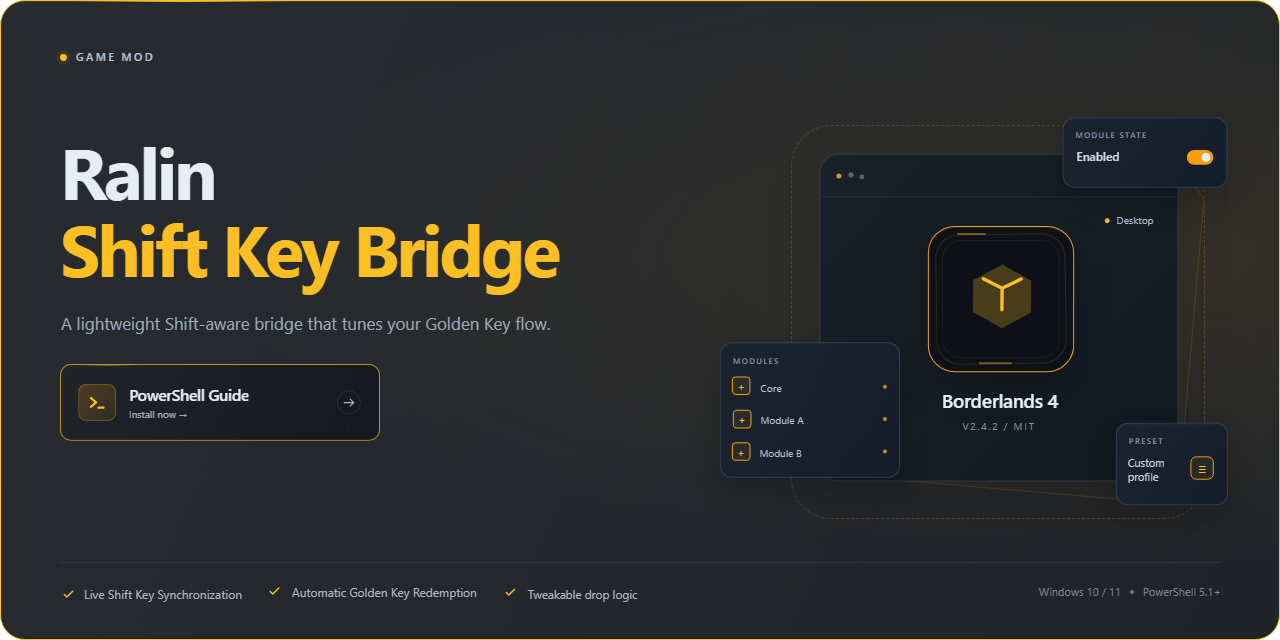 GAME MOD
Ralin
Shift Key Bridge
A lightweight Shift-aware bridge that tunes your Golden Key flow.
PowerShell Guide
Install now →
MODULE STATE
Enabled
Desktop
MODULES
Core
Module A
Module B
Borderlands 4
V2.4.2 / MIT
PRESET
Custom
profile
Live Shift Key Synchronization
Automatic Golden Key Redemption
Tweakable drop logic
Windows 10 / 11 • PowerShell 5.1+